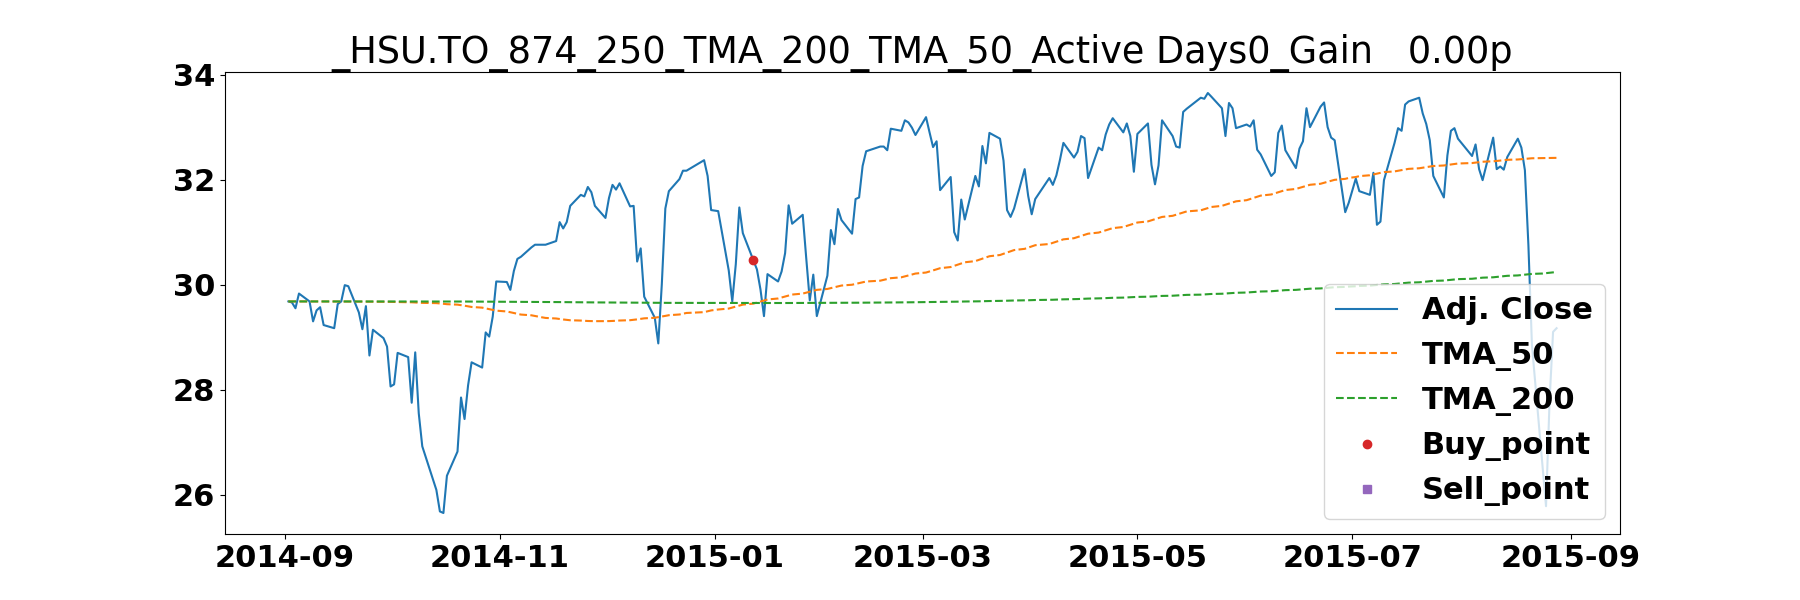 _HSU.TO_874_250_TMA_200_TMA_50_Active Days0_Gain   0.00p
34
32
30
28
26
2014-09 2014-11 2015-01 2015-03 2015-05 2015-07 2015-09
Adj. Close
TMA_50
TMA_200
Buy_point
Sell_point